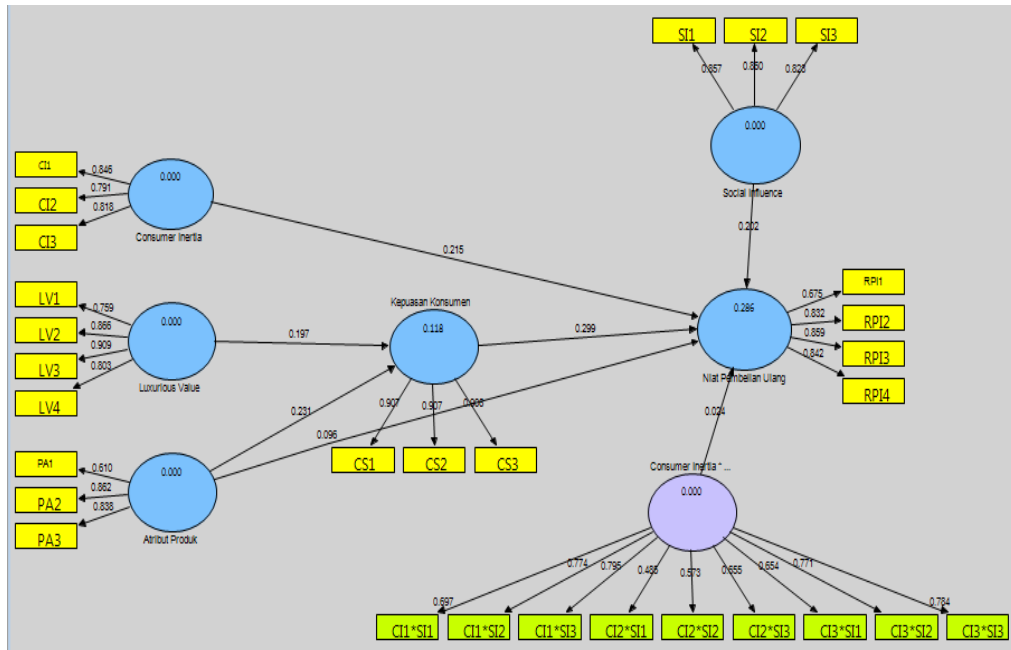 SI1 SI2 SI3
0.857 0.850
0.000
Social Influence
0.202
CI1
CI2
CI3
0.846
0.791
0.818
0.000
Consumer Inertia
0.215
LV1
LV2
LV3
LV4
0.759
0.866
0.909
0.803
0.000
Luxurious Value
0.197
Kepuasan Konsumen
0.118
0.299
0.907 0.907
CS1 CS2 CS3
0.286
Niat Pembelian Ulang
0.675
0.832
0.859
0.842
RPI1
RPI2
RPI3
RPI4
PA1
PA2
PA3
0.610
0.862
0.838
0.000
Atribut Produk
0.231
0.096
0.024
Consumer Inertia * ...
0.000
0.697 0.774 0.795 0.573 0.655 0.654 0.771 0.784
CI1*SI1 CI1*SI2 CI1*SI3 CI2*SI1 CI2*SI2 CI2*SI3 CI3*SI1 CI3*SI2 CI3*SI3